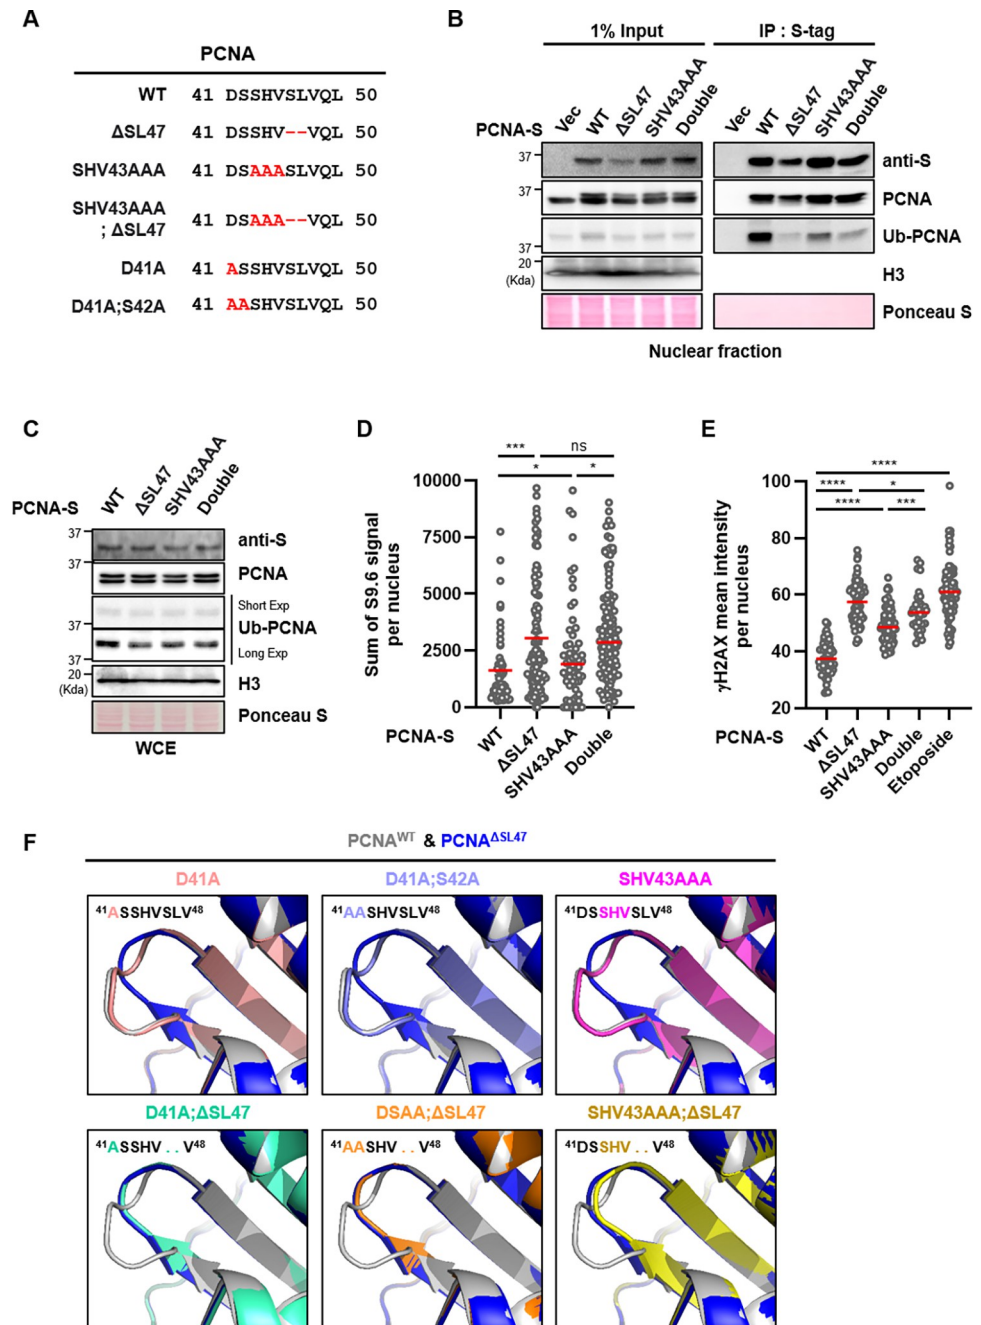 A
PCNA
WT 41 DSSHVSLVQL 50
ΔSL47 41 DSSHV--VQL 50
SHV43AAA 41 DSAAASLVQL 50
SHV43AAA
; ΔSL47 41 DSAAA--VQL 50
D41A 41 ASSHVSLVQL 50
D41A;S42A 41 AASHVSLVQL 50
B
1% Input IP : S-tag
PCNA-S Vec WT ΔSL47 SHV43AAA Double Vec WT ΔSL47 SHV43AAA Double
37 anti-S
37 PCNA
37 Ub-PCNA
20 H3
(Kda)
Ponceau S
Nuclear fraction
C
PCNA-S WT ΔSL47 SHV43AAA Double
37 anti-S
37 PCNA
Short Exp
37 Ub-PCNA
Long Exp
37
20 H3
(Kda)
Ponceau S
WCE
D
*** ns
* *
Sum of S9.6 signal
per nucleus
10000
7500
5000
2500
0
PCNA-S WT ΔSL47 SHV43AAA Double
E
****
**** *
**** ***
γH2AX mean intensity
per nucleus
100
80
60
40
20
PCNA-S WT ΔSL47 SHV43AAA Double Etoposide
F
PCNAWT & PCNAΔSL47
D41A D41A;S42A SHV43AAA
41ASSHVSLV48 41AASHVSLV48 41DSSHVSLV48
D41A;ΔSL47 DSAA;ΔSL47 SHV43AAA;ΔSL47
41ASSHV . . V48 41AASHV . . V48 41DSSHV . . V48